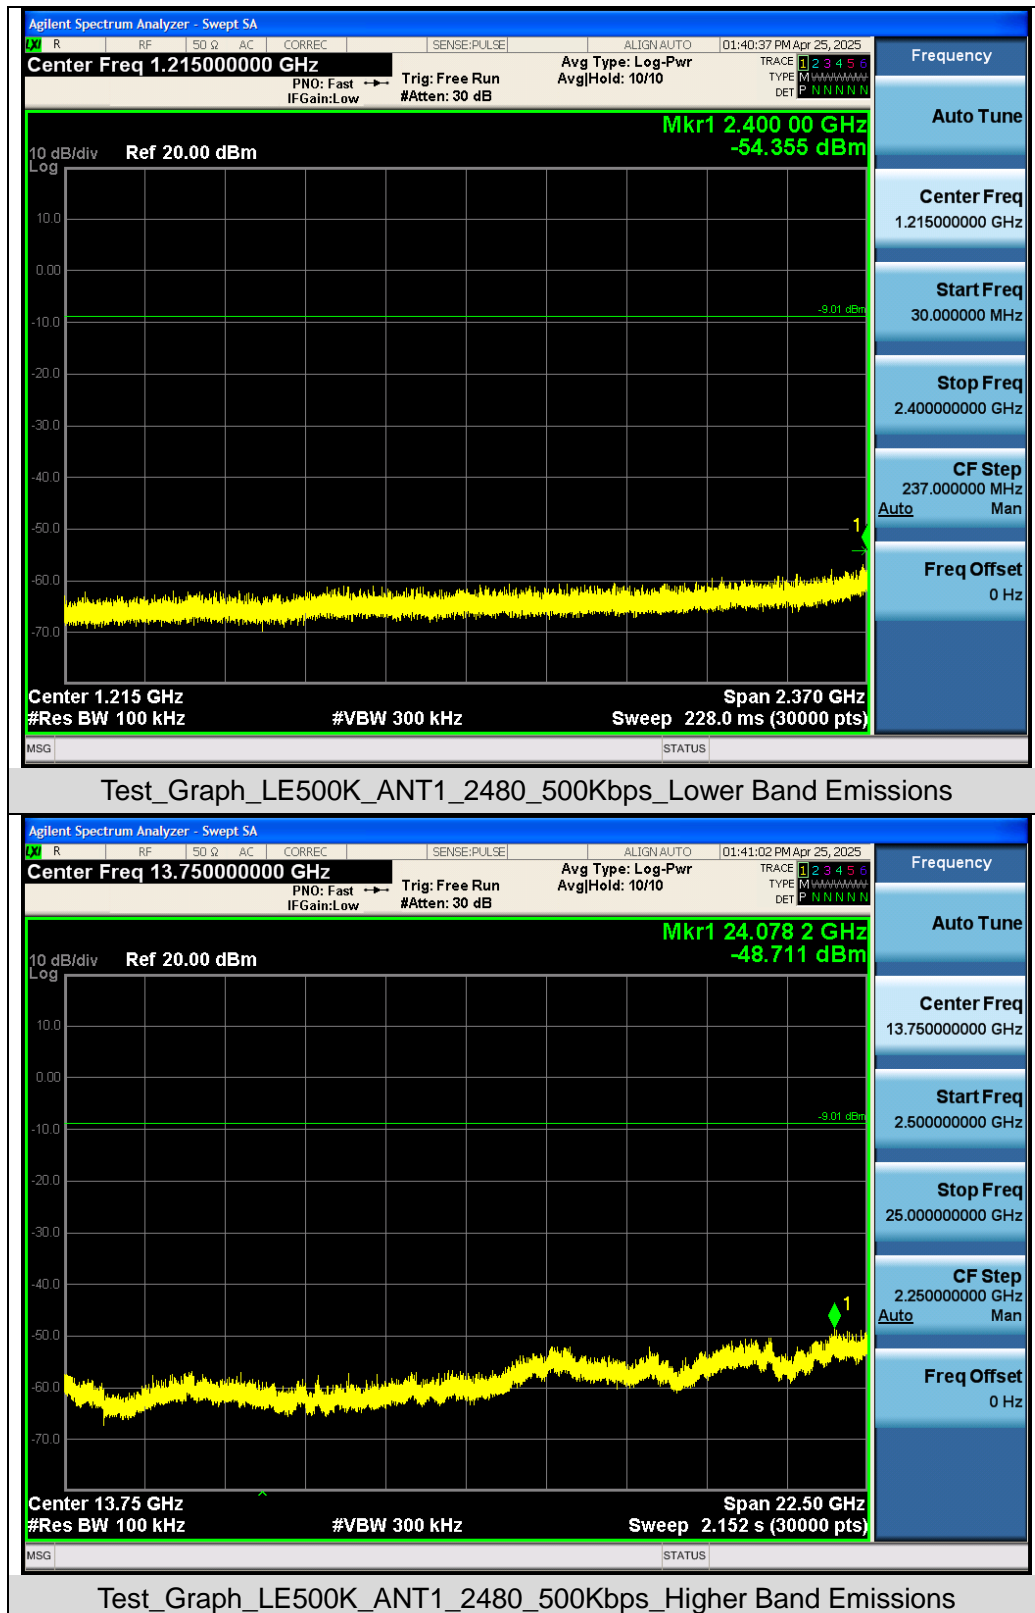 Agilent Spectrum Analyzer - Swept SA
LXI R RF 50 Ω AC CORREC SENSE:PULSE ALIGN AUTO 01:40:37 PM Apr 25, 2025
Center Freq 1.215000000 GHz
PNO: Fast
IFGain:Low
Trig: Free Run
#Atten: 30 dB
Avg Type: Log-Pwr
Avg|Hold: 10/10
TRACE 1 2 3 4 5 6
TYPE M W W W W W
DET P N N N N N
Mkr1 2.400 00 GHz
-54.355 dBm
10 dB/div Ref 20.00 dBm
Log
10.0
0.00
-9.01 dBm
-10.0
-20.0
-30.0
-40.0
-50.0
1
-60.0
-70.0
Center 1.215 GHz Span 2.370 GHz
#Res BW 100 kHz #VBW 300 kHz Sweep 228.0 ms (30000 pts)
MSG STATUS
Frequency
Auto Tune
Center Freq
1.215000000 GHz
Start Freq
30.000000 MHz
Stop Freq
2.400000000 GHz
CF Step
237.000000 MHz
Auto Man
Freq Offset
0 Hz
Test_Graph_LE500K_ANT1_2480_500Kbps_Lower Band Emissions
Agilent Spectrum Analyzer - Swept SA
LXI R RF 50 Ω AC CORREC SENSE:PULSE ALIGN AUTO 01:41:02 PM Apr 25, 2025
Center Freq 13.750000000 GHz
PNO: Fast
IFGain:Low
Trig: Free Run
#Atten: 30 dB
Avg Type: Log-Pwr
Avg|Hold: 10/10
TRACE 1 2 3 4 5 6
TYPE M W W W W W
DET P N N N N N
Mkr1 24.078 2 GHz
-48.711 dBm
10 dB/div Ref 20.00 dBm
Log
10.0
0.00
-9.01 dBm
-10.0
-20.0
-30.0
-40.0
1
-50.0
-60.0
-70.0
Center 13.75 GHz Span 22.50 GHz
#Res BW 100 kHz #VBW 300 kHz Sweep 2.152 s (30000 pts)
MSG STATUS
Frequency
Auto Tune
Center Freq
13.750000000 GHz
Start Freq
2.500000000 GHz
Stop Freq
25.000000000 GHz
CF Step
2.250000000 GHz
Auto Man
Freq Offset
0 Hz
Test_Graph_LE500K_ANT1_2480_500Kbps_Higher Band Emissions